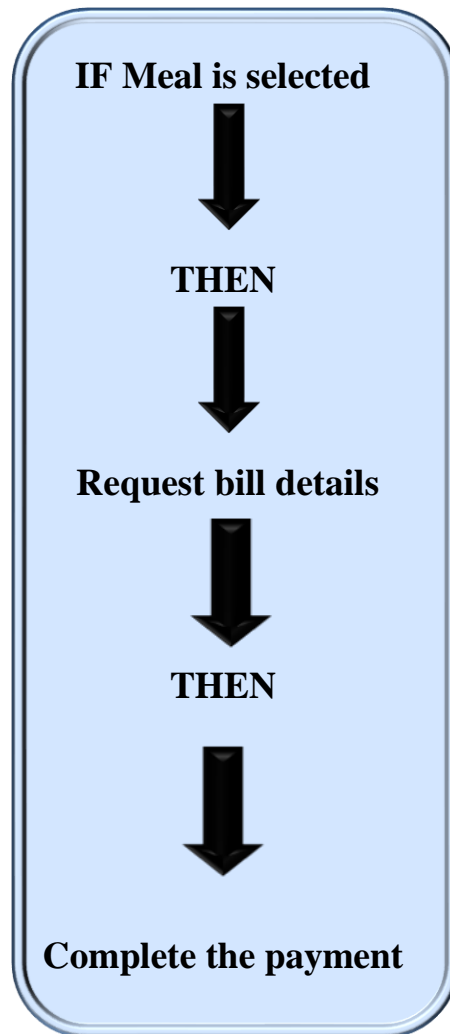 IF Meal is selected
THEN
Request bill details
THEN
Complete the payment